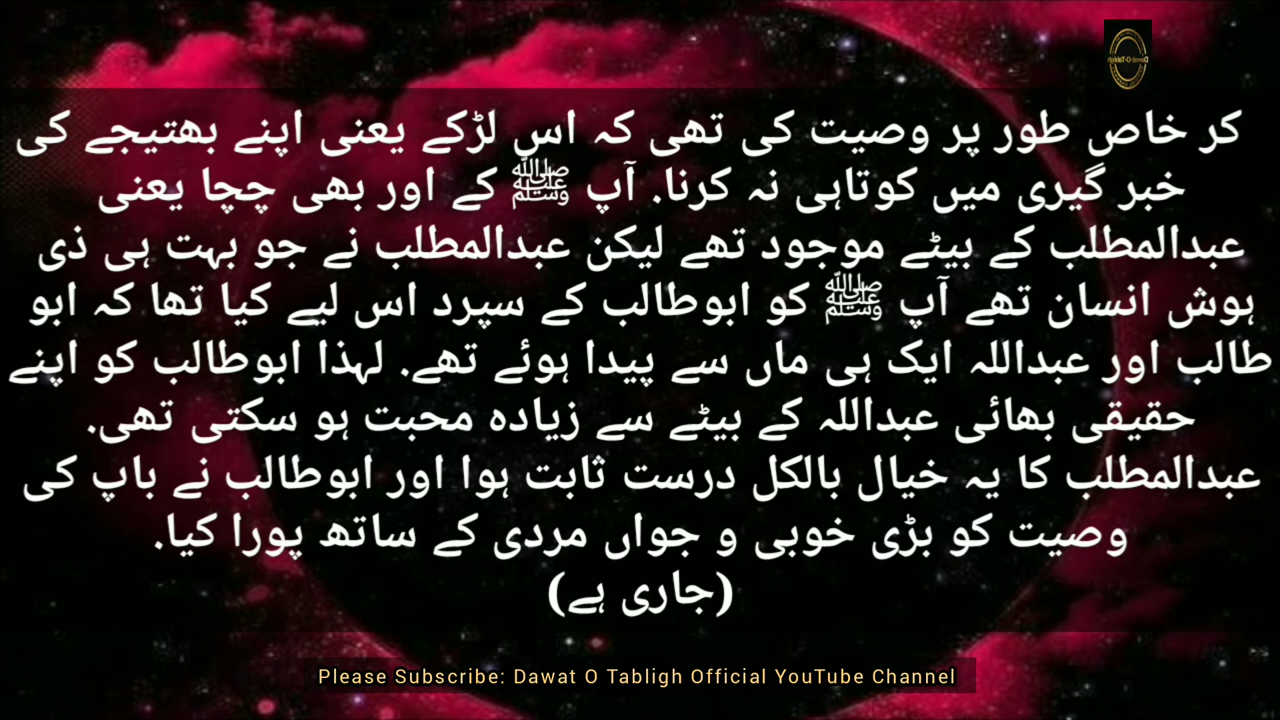 کر خاص طور پر وصیت کی تھی کہ اس لڑکے یعنی اپنے بھتیجے کی
خبر گیری میں کوتاہی نہ کرنا. آپ ﷺ کے اور بھی چچا یعنی
عبدالمطلب کے بیٹے موجود تھے لیکن عبدالمطلب نے جو بہت ہی ذی
ہوش انسان تھے آپ ﷺ کو ابوطالب کے سپرد اس لیے کیا تھا کہ ابو
طالب اور عبداللہ ایک ہی ماں سے پیدا ہوئے تھے. لہذا ابوطالب کو اپنے
حقیقی بھائی عبداللہ کے بیٹے سے زیادہ محبت ہو سکتی تھی.
عبدالمطلب کا یہ خیال بالکل درست ثابت ہوا اور ابوطالب نے باپ کی
وصیت کو بڑی خوبی و جواں مردی کے ساتھ پورا کیا.
(جاری ہے)
Please Subscribe: Dawat O Tabligh Official YouTube Channel